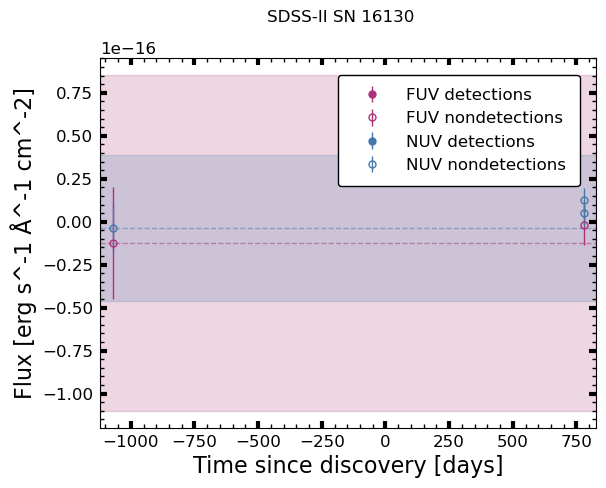 SDSS-II SN 16130
1e−16
FUV detections
FUV nondetections
NUV detections
NUV nondetections
0.75
0.50
0.25
0.00
−0.25
−0.50
−0.75
−1.00
Flux [erg s^-1 Å^-1 cm^-2]
−1000 −750 −500 −250 0 250 500 750
Time since discovery [days]